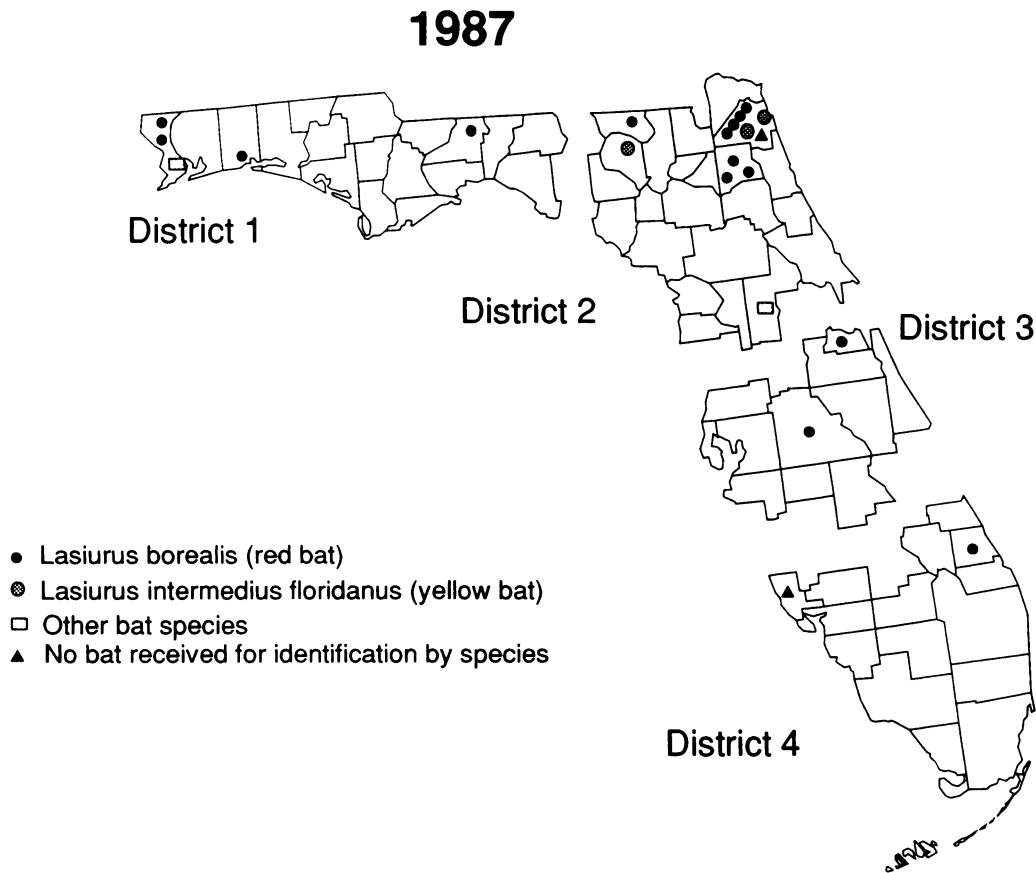 1987
District 1
District 2
District 3
Lasiurus borealis (red bat)
Lasiurus intermedius floridanus (yellow bat)
Other bat species
No bat received for identification by species
District 4